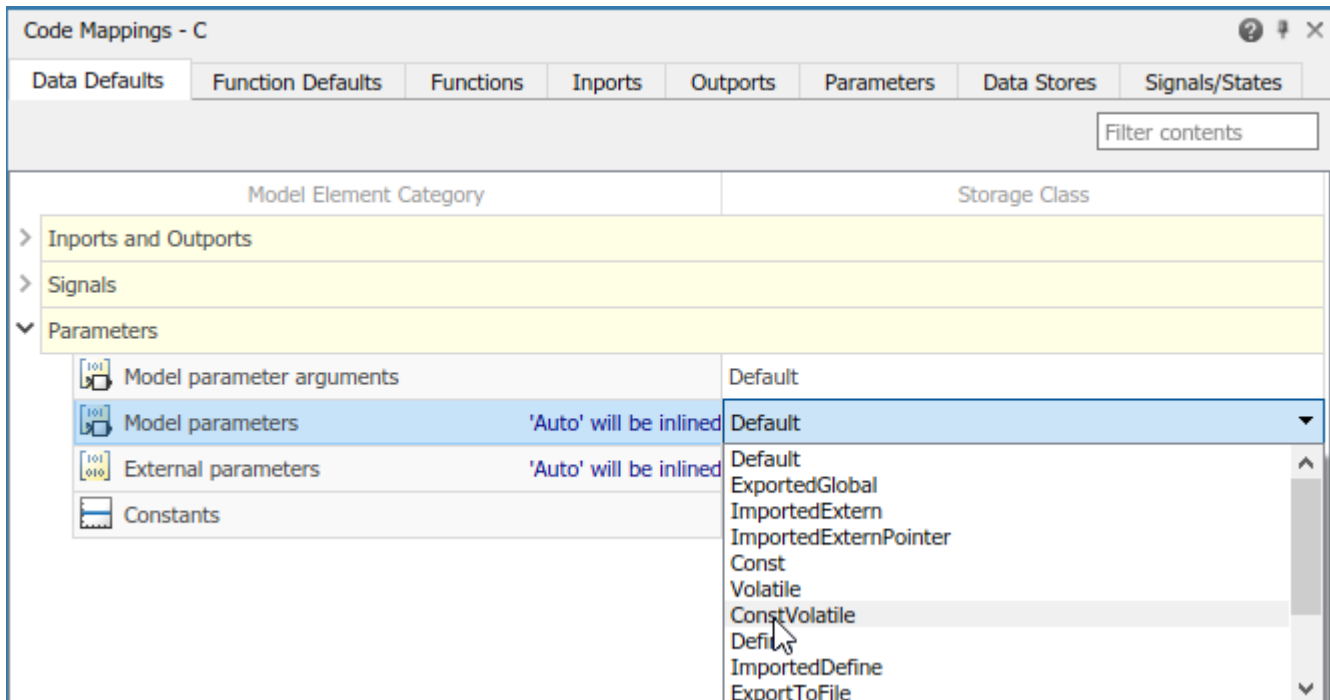 Code Mappings - C
Data Defaults Function Defaults Functions Inports Outports Parameters Data Stores Signals/States
Filter contents
Model Element Category Storage Class
Inports and Outports
Signals
Parameters
Model parameter arguments Default
Model parameters 'Auto' will be inlined Default
External parameters 'Auto' will be inlined
Constants
Default
ExportedGlobal
ImportedExtern
ImportedExternPointer
Const
Volatile
ConstVolatile
Define
ImportedDefine
ExportToFile